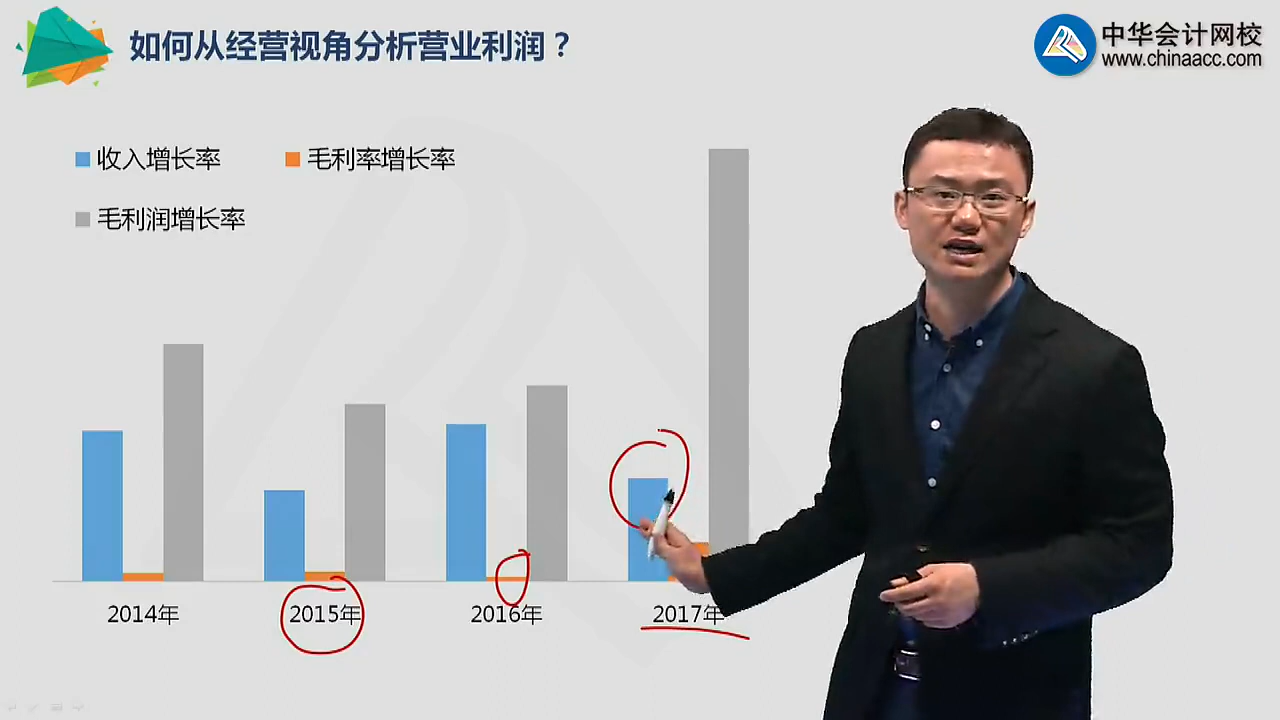 如何从经营视角分析营业利润？
中华会计网校
www.chinaacc.com
收入增长率
毛利率增长率
毛利润增长率
2014年
2015年
2016年
2017年